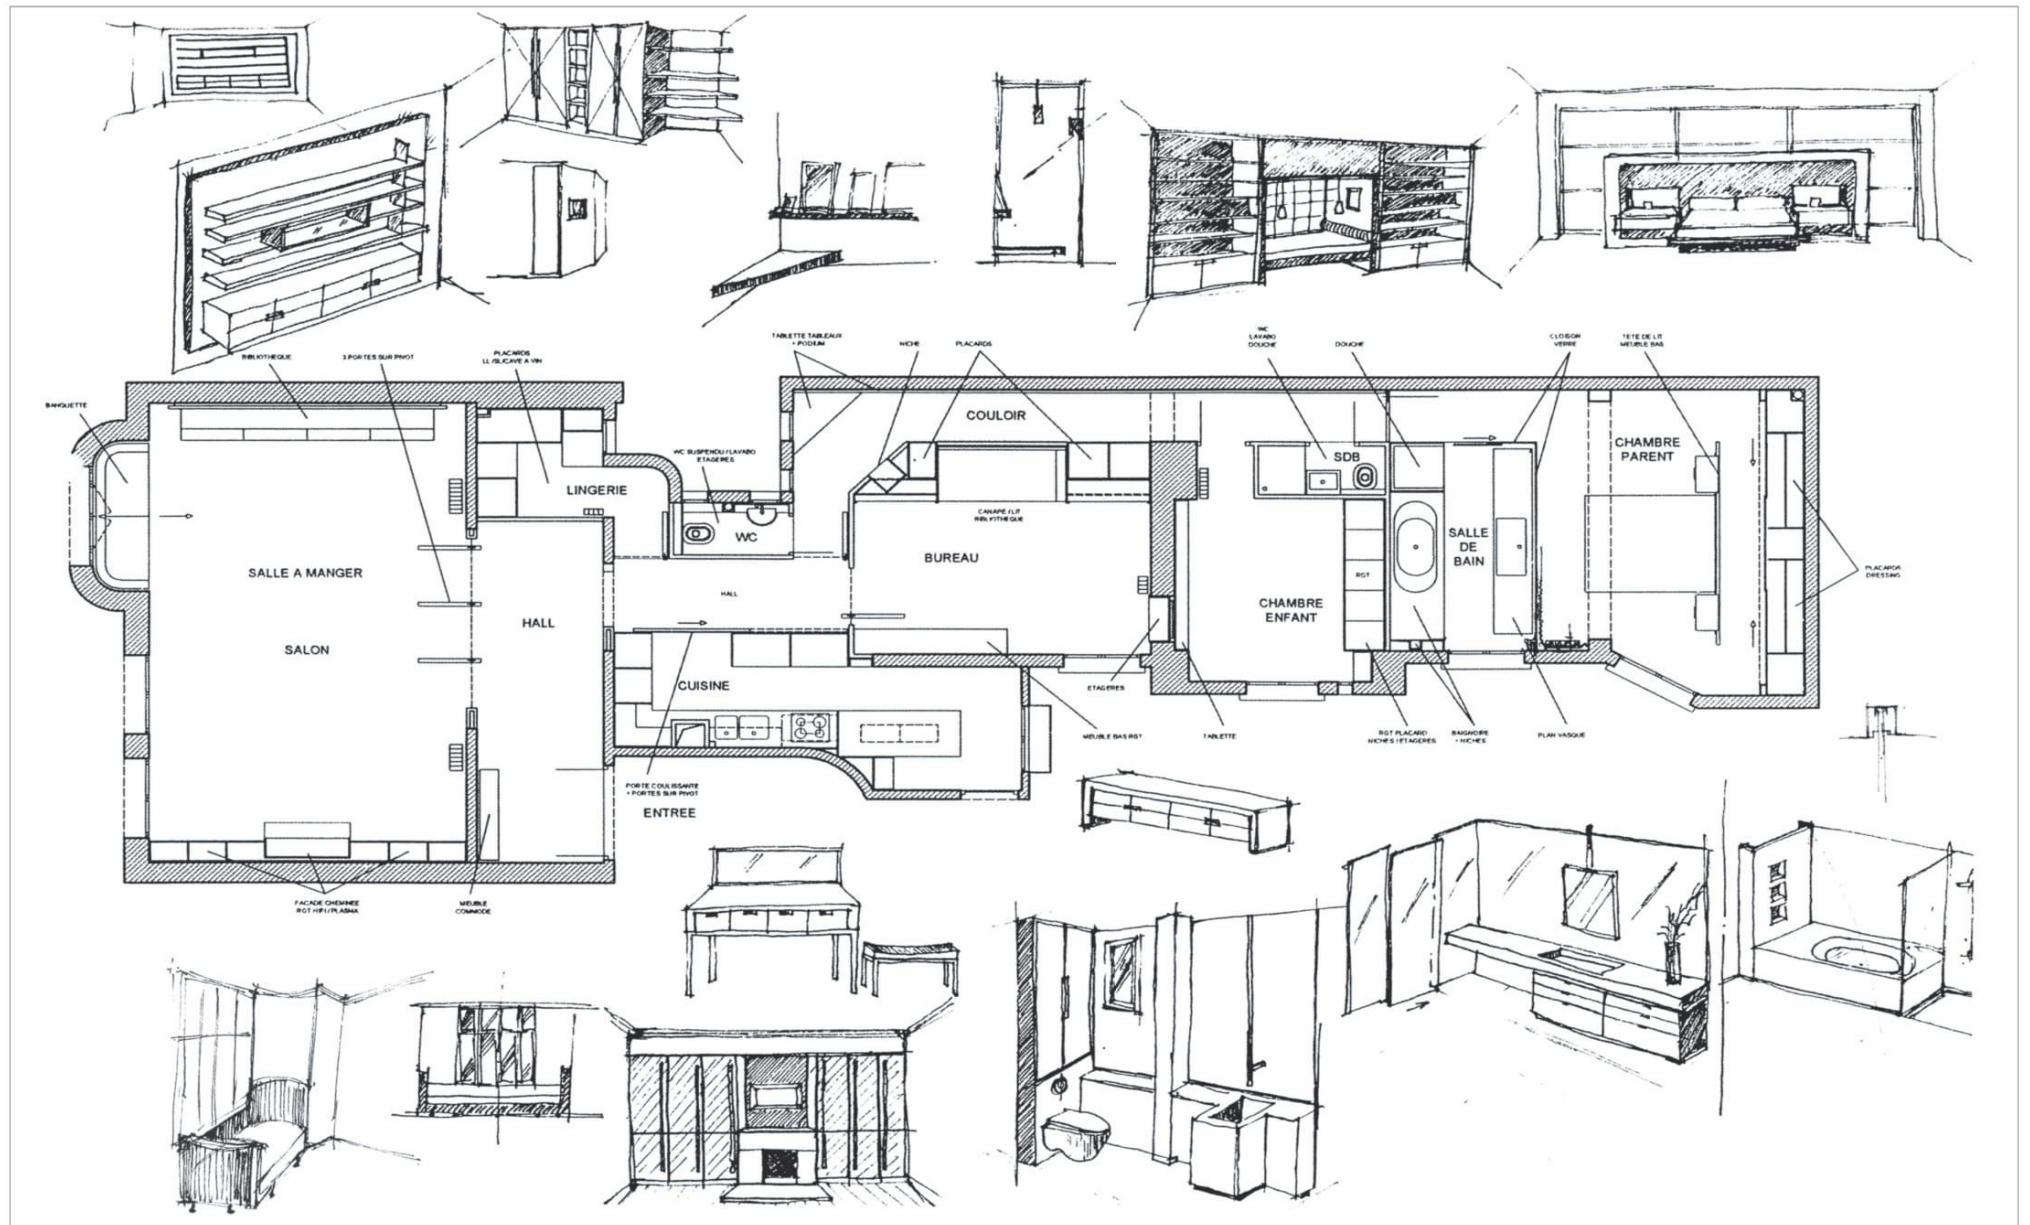 TABLETTE TABLEAUX
+ PODIUM
NICHE
PLACARDS
WC
LAVABO
DOUCHE
DOUCHE
CLOISON
VERRE
TETE DE LIT
MEUBLE BAS
BIBLIOTHEQUE
3 PORTES SUR PIVOT
PLACARDS
LL /SL/CAVE A VIN
BANQUETTE
COULOIR
CHAMBRE
PARENT
WC SUSPENDU / LAVABO
ETAGERES
SDB
LINGERIE
CANAPE / LIT
BIBLIOTHEQUE
WC
BUREAU
SALLE
DE
BAIN
SALLE A MANGER
RGT
PLACARDS
DRESSING
HALL
CHAMBRE
ENFANT
HALL
SALON
CUISINE
ETAGERES
MEUBLE BAS RGT
TABLETTE
RGT PLACARD
NICHES / ETAGERES
BAIGNOIRE
+ NICHES
PLAN VASQUE
PORTE COULISSANTE
+ PORTES SUR PIVOT
ENTREE
FACADE CHEMINEE
RGT HIFI / PLASMA
MEUBLE
COMMODE